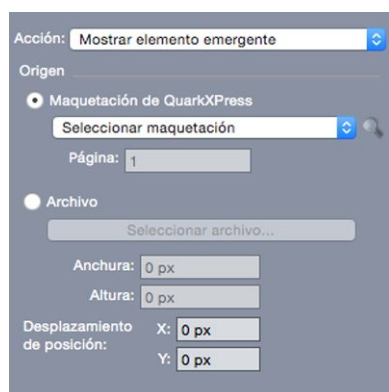 Acción: Mostrar elemento emergente
Origen
Maquetación de QuarkXPress
Seleccionar maquetación
Página: 1
Archivo
Seleccionar archivo...
Anchura: 0 px
Altura: 0 px
Desplazamiento X: 0 px
de posición:
Y: 0 px